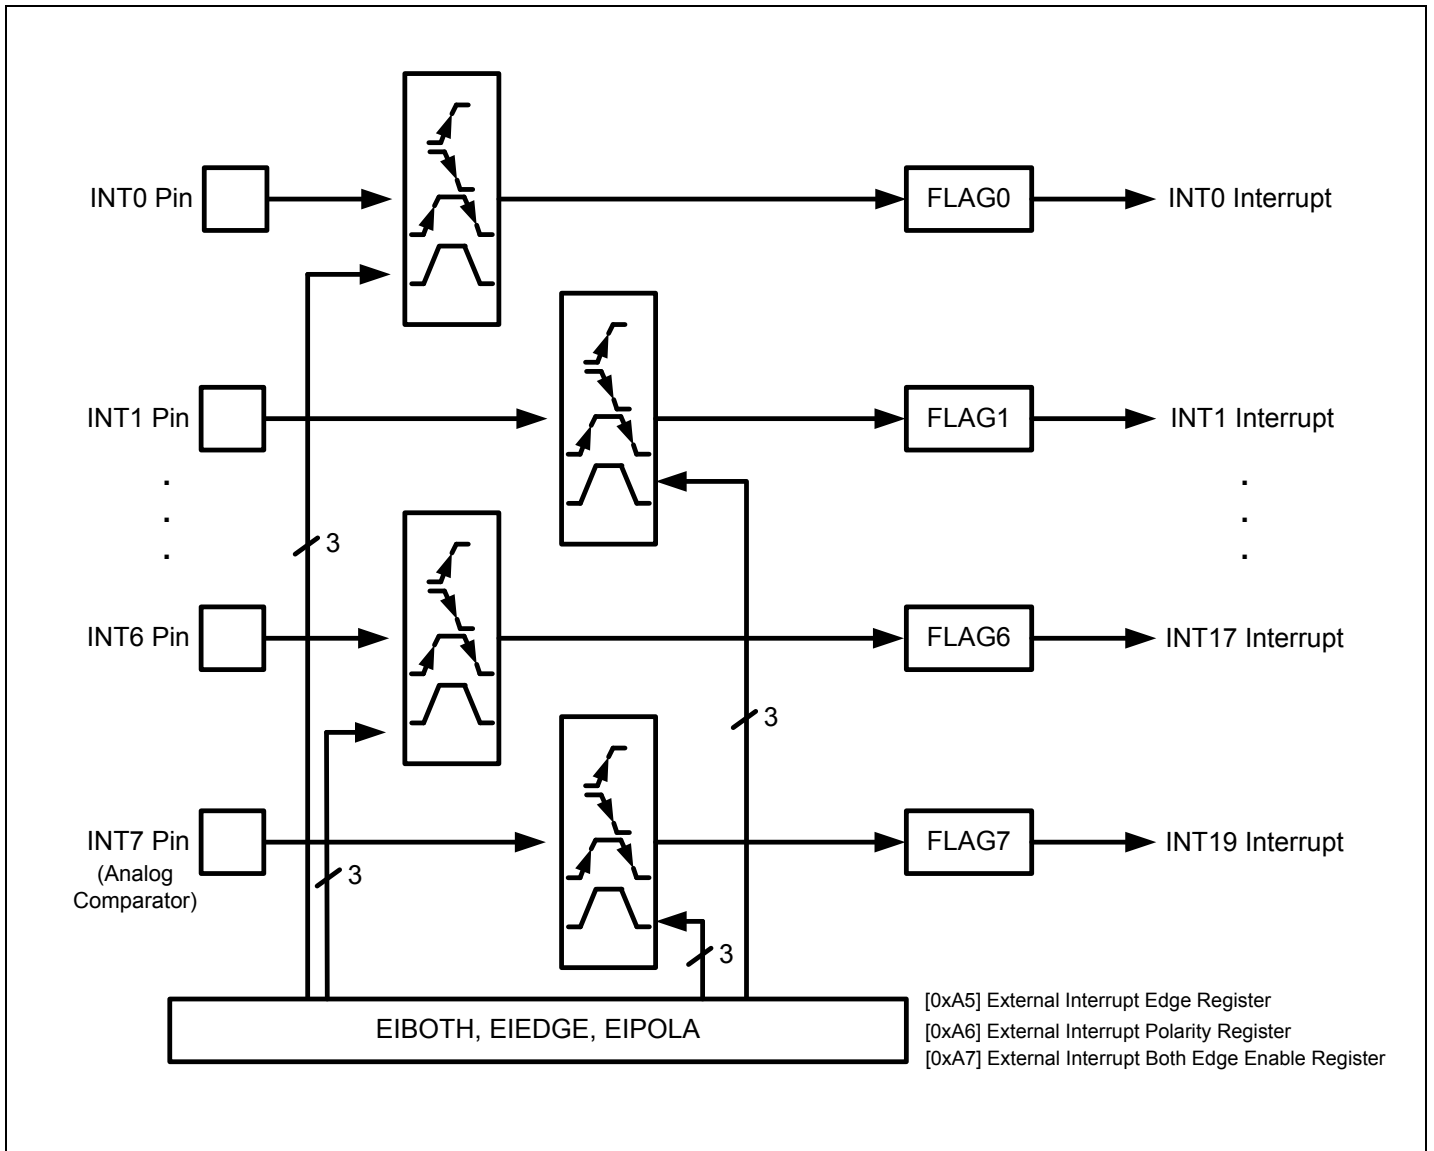 INT0 Pin
FLAG0
INT0 Interrupt
INT1 Pin
FLAG1
INT1 Interrupt
.
.
.
.
.
.
3
INT6 Pin
FLAG6
INT17 Interrupt
3
INT7 Pin
(Analog
Comparator)
FLAG7
INT19 Interrupt
3
3
EIBOTH, EIEDGE, EIPOLA
[0xA5] External Interrupt Edge Register
[0xA6] External Interrupt Polarity Register
[0xA7] External Interrupt Both Edge Enable Register